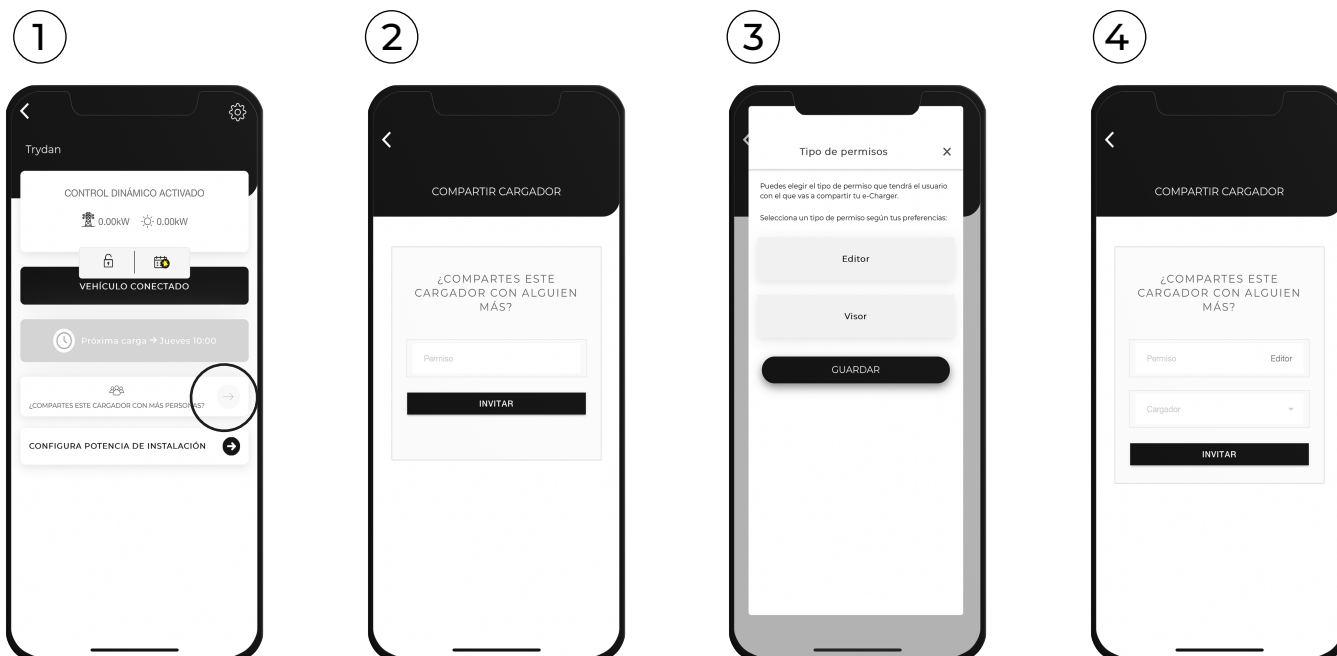 1
Trydan
CONTROL DINÁMICO ACTIVADO
0.00kW 0.00kW
VEHÍCULO CONECTADO
Próxima carga → Jueves 10:00
¿COMPARTES ESTE CARGADOR CON MÁS PERSONAS?
CONFIGURA POTENCIA DE INSTALACIÓN
2
COMPARTIR CARGADOR
¿COMPARTES ESTE
CARGADOR CON ALGUIEN
MÁS?
Permiso
INVITAR
3
Tipo de permisos
Puedes elegir el tipo de permiso que tendrá el usuario
con el que vas a compartir tu e-Charger.
Selecciona un tipo de permiso según tus preferencias:
Editor
Visor
GUARDAR
4
COMPARTIR CARGADOR
¿COMPARTES ESTE
CARGADOR CON ALGUIEN
MÁS?
Permiso Editor
Cargador
INVITAR